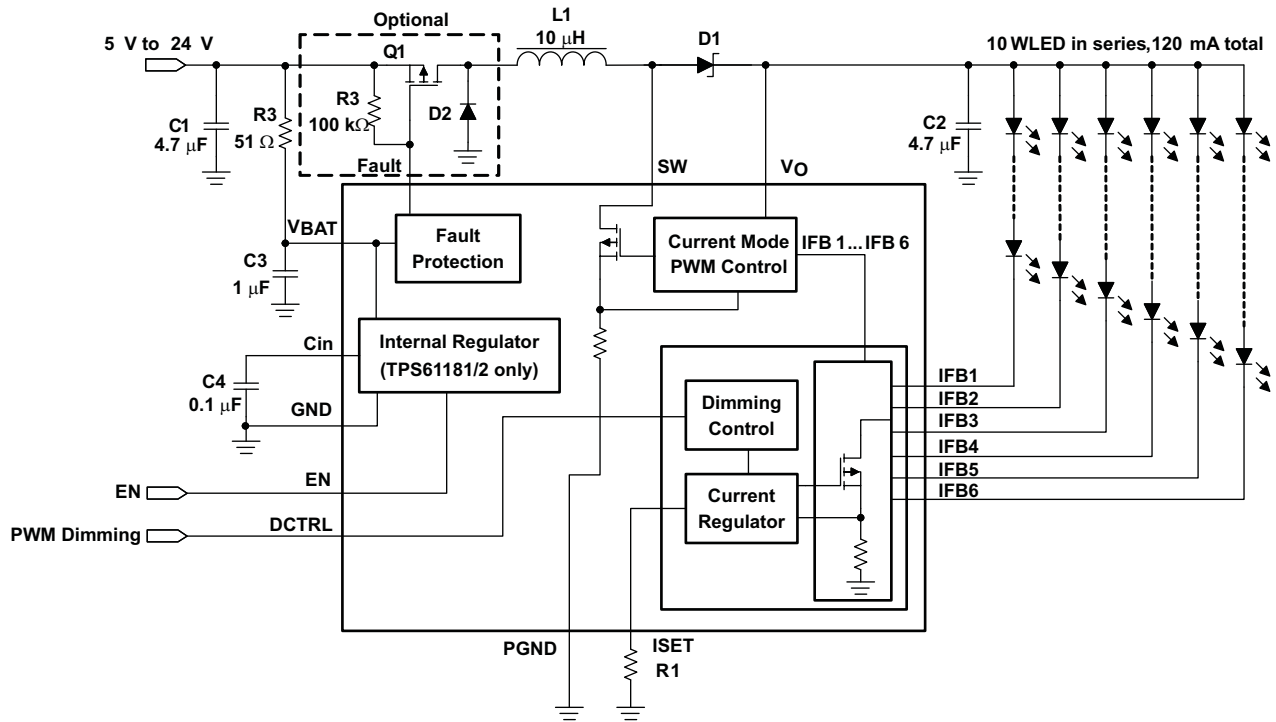 Optional
5 V to 24 V
Q1
L1
10 μH
D1
10 WLED in series,120 mA total
R3
100 kΩ
D2
R3
51 Ω
C1
4.7 μF
C2
4.7 μF
Fault
SW
VO
VBAT
Fault
Protection
Current Mode
PWM Control
IFB 1...IFB 6
C3
1 μF
Cin
Internal Regulator
(TPS61181/2 only)
C4
0.1 μF
GND
Dimming
Control
IFB1
IFB2
IFB3
IFB4
IFB5
IFB6
EN
EN
Current
Regulator
PWM Dimming
DCTRL
PGND
ISET
R1